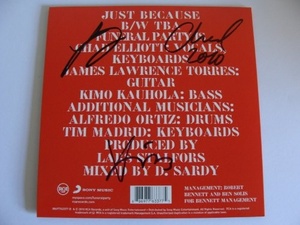 JUST BECAUSE
B/W TBA
FUNERAL PARTY
CHAD ELLIOTT: VOCALS,
KEYBOARDS
JAMES LAWRENCE TORRES:
GUITAR
KIMO KAUHOLA: BASS
ADDITIONAL MUSICIANS:
ALFREDO ORTIZ: DRUMS
TIM MADRID: KEYBOARDS
PRODUCED BY
LARS STALFORS
MIXED BY D. SARDY
SONY MUSIC
MANAGEMENT: ROBERT
BENNETT AND BEN SOLIS
FOR BENNETT MANAGEMENT